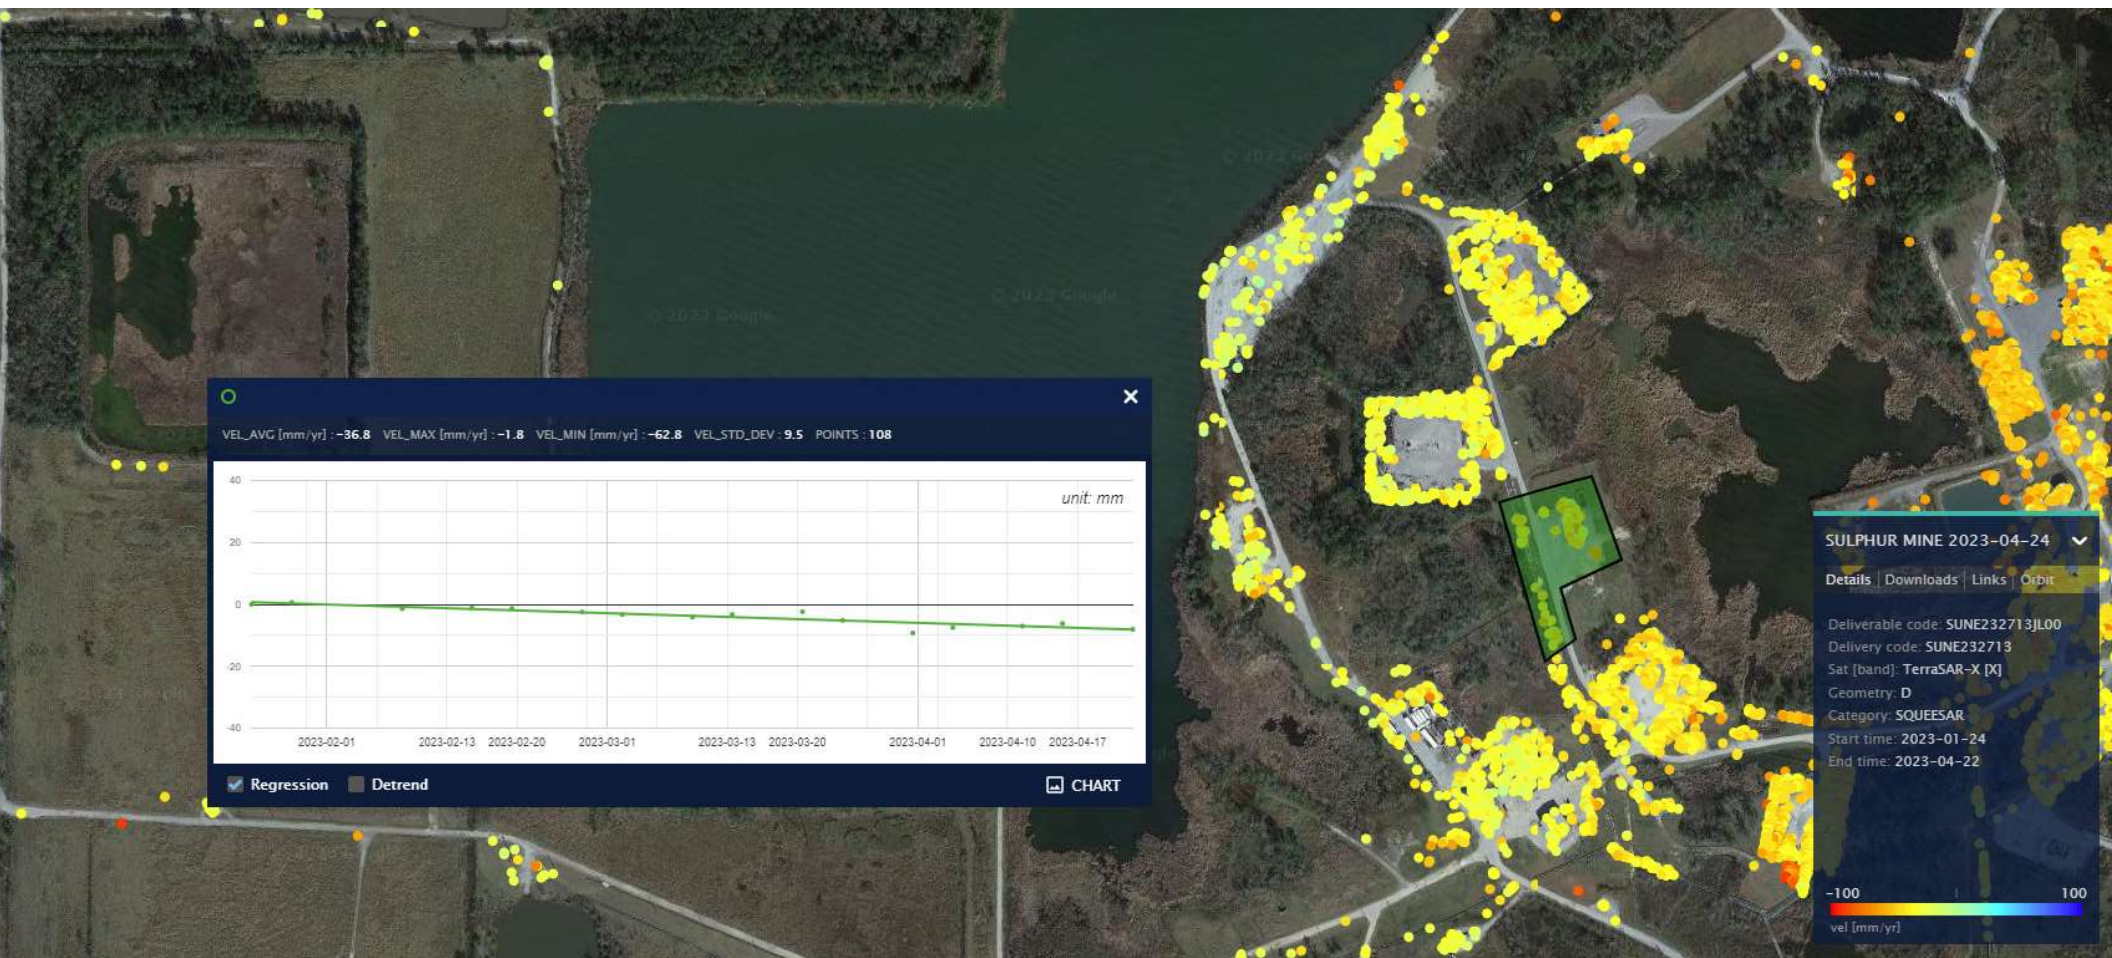 © 2023 Google
© 2023 Google
VEL_AVG [mm/yr] : -36.8 VEL_MAX [mm/yr] : -1.8 VEL_MIN [mm/yr] : -62.8 VEL_STD_DEV : 9.5 POINTS : 108
unit: mm
40
20
0
-20
-40
2023-02-01 2023-02-13 2023-02-20 2023-03-01 2023-03-13 2023-03-20 2023-04-01 2023-04-10 2023-04-17
Regression Detrend CHART
SULPHUR MINE 2023-04-24
Details | Downloads | Links | Orbit
Deliverable code: SUNE232713JL00
Delivery code: SUNE232713
Sat [band]: TerraSAR-X [X]
Geometry: D
Category: SQUEESAR
Start time: 2023-01-24
End time: 2023-04-22
-100 100
vel [mm/yr]